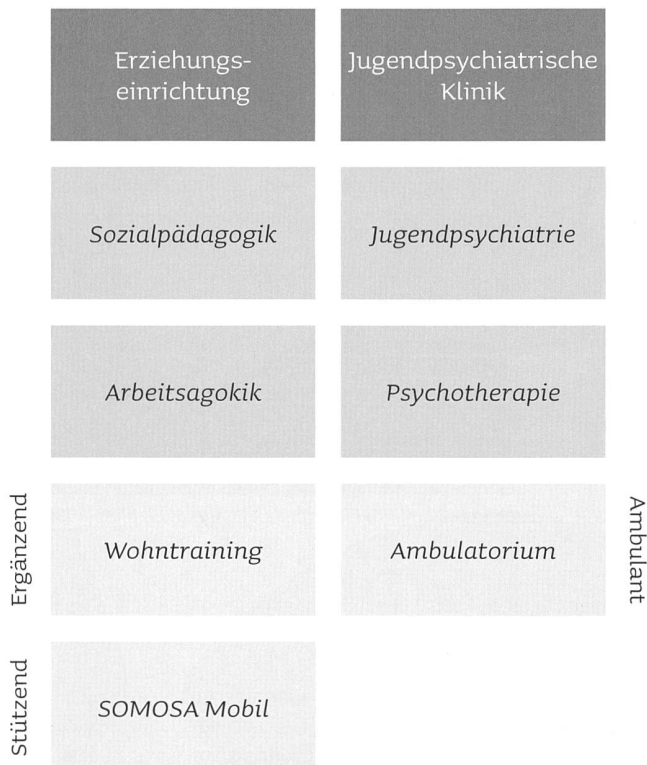 Erziehungs-
einrichtung
Jugendpsychiatrische
Klinik
Sozialpädagogik
Jugendpsychiatrie
Arbeitsagokik
Psychotherapie
Ergänzend
Wohntraining
Ambulatorium
Ambulant
Stützend
SOMOSA Mobil